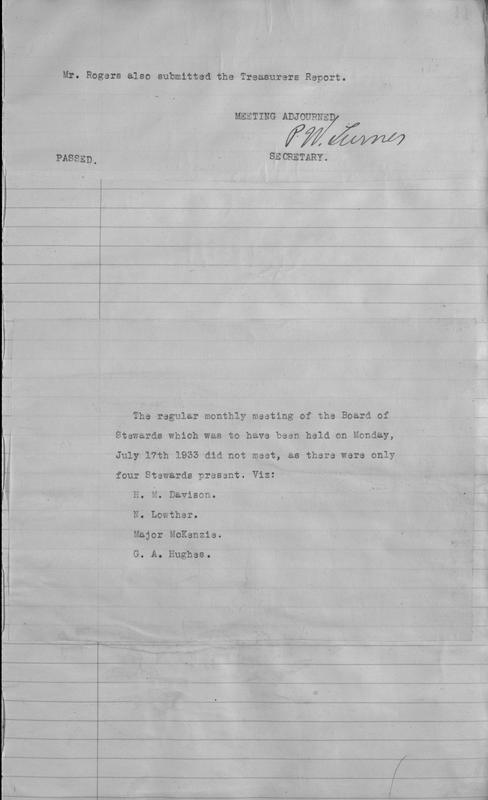 Mr. Rogers also submitted the Treasurers Report.
MEETING ADJOURNED
P.W. Turner
PASSED.
SECRETARY.
The regular monthly meeting of the Board of
Stewards which was to have been held on Monday,
July 17th 1933 did not meet, as there were only
four Stewards present. Viz:
H. M. Davison.
N. Lowther.
Major McKenzie.
G. A. Hughes.